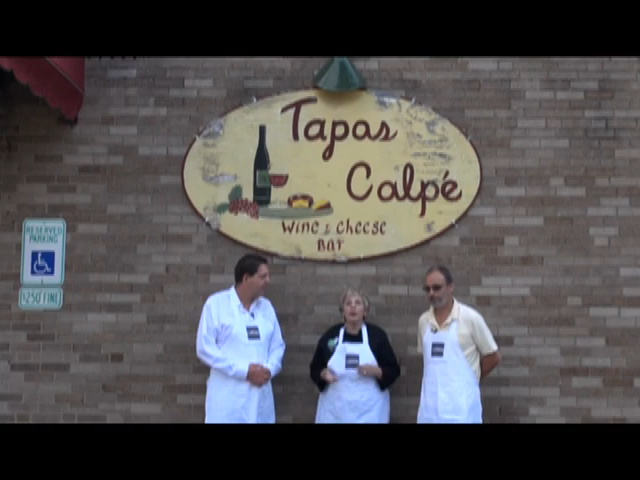 Tapas
Calpé
Wine & cheese
BAR
RESERVED
PARKING
$250 FINE